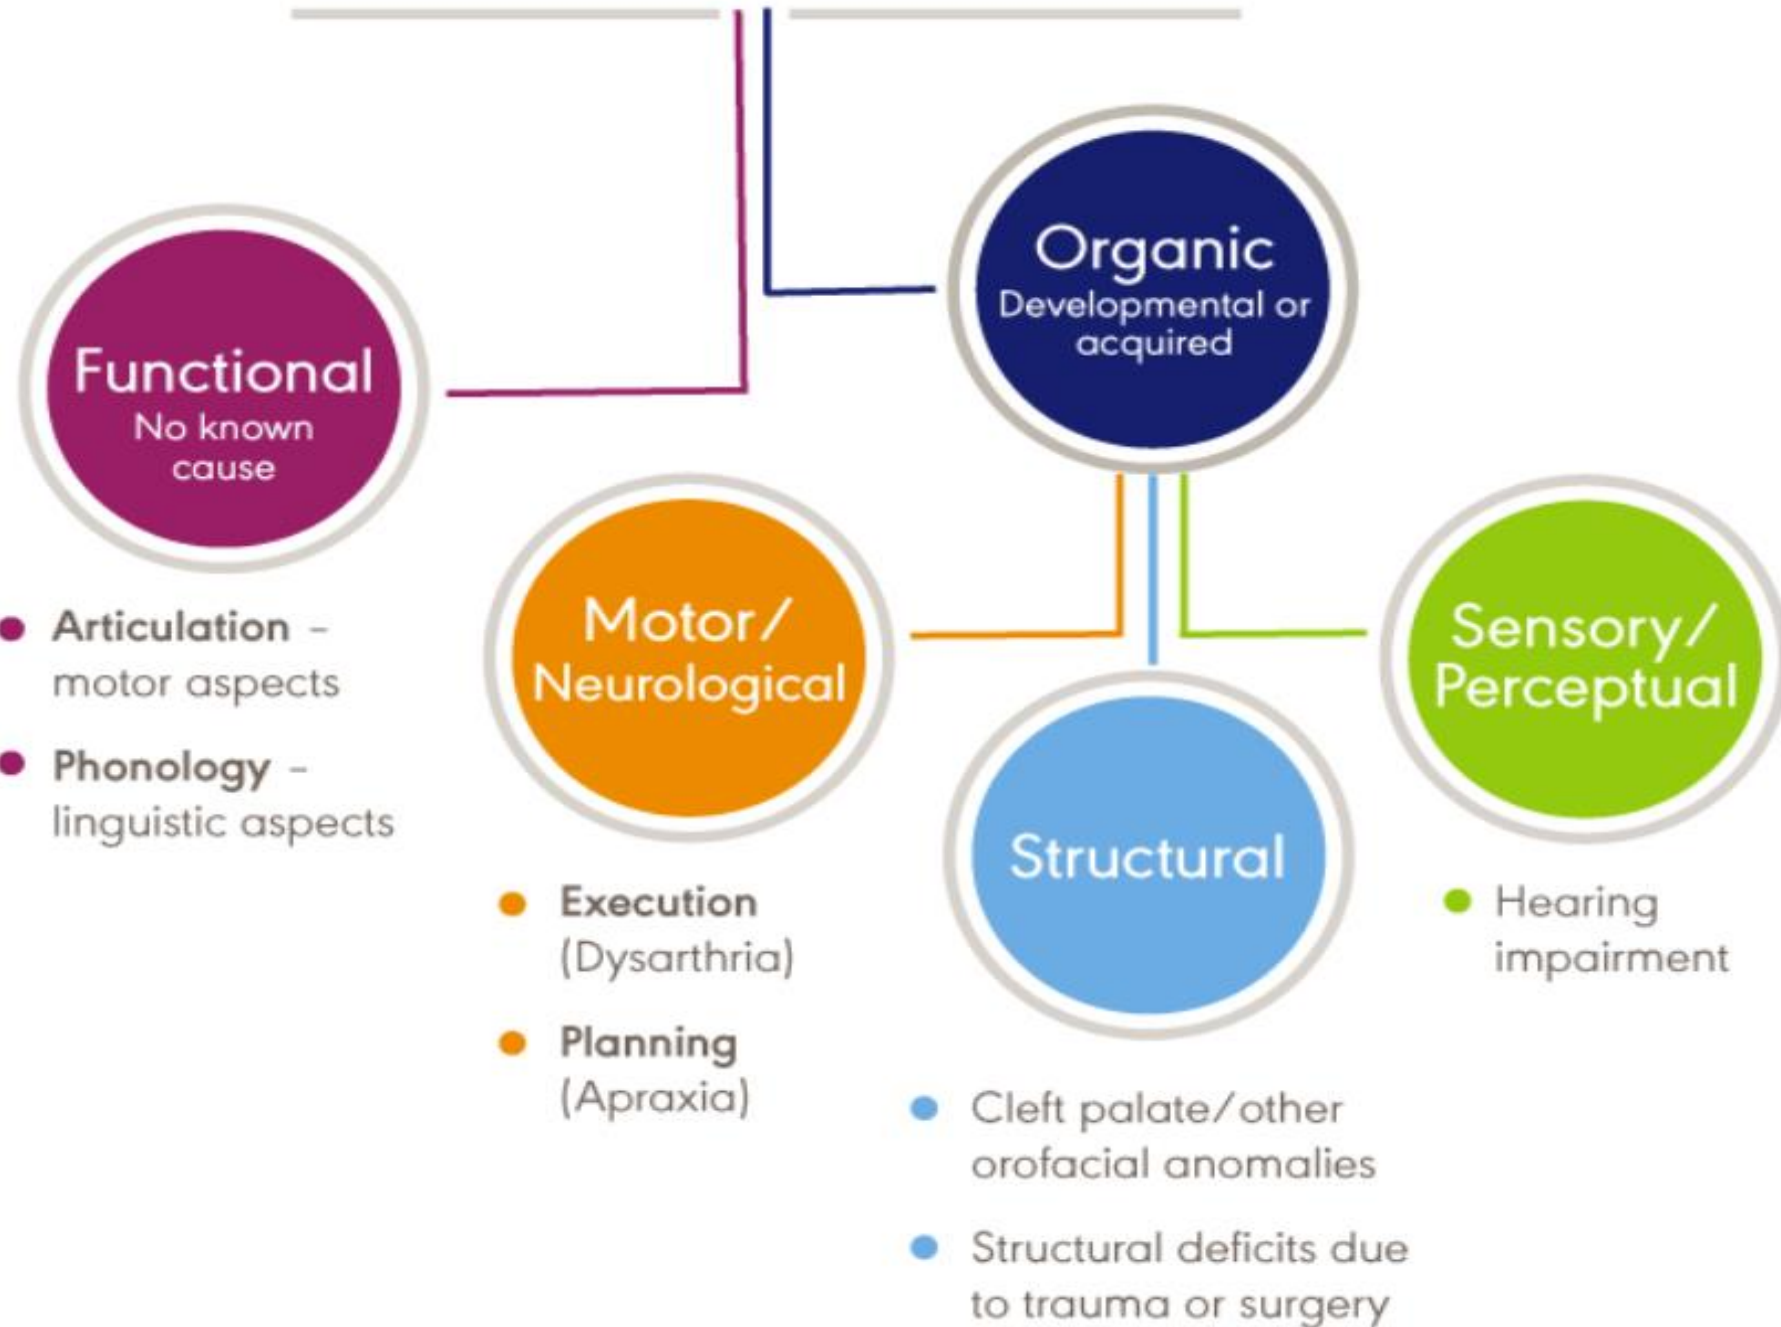 Organic
Developmental or
acquired
Functional
No known
cause
Articulation –
motor aspects
Phonology –
linguistic aspects
Motor/
Neurological
Execution
(Dysarthria)
Planning
(Apraxia)
Structural
Cleft palate/other
orofacial anomalies
Structural deficits due
to trauma or surgery
Sensory/
Perceptual
Hearing
impairment